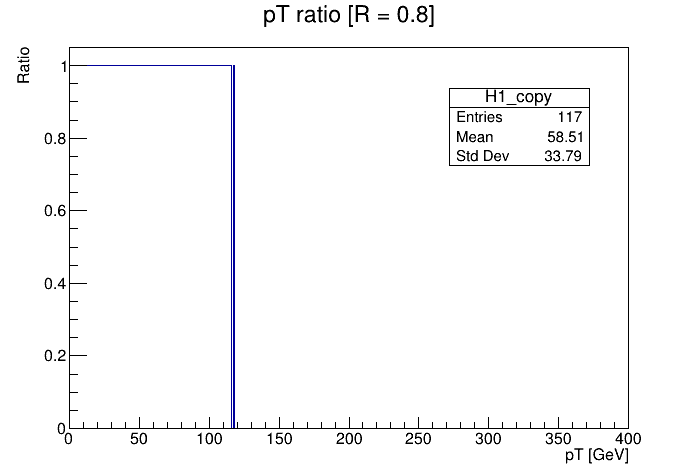 pT ratio [R = 0.8]
Ratio
1
0.8
0.6
0.4
0.2
0
H1_copy
Entries 117
Mean 58.51
Std Dev 33.79
0 50 100 150 200 250 300 350 400
pT [GeV]